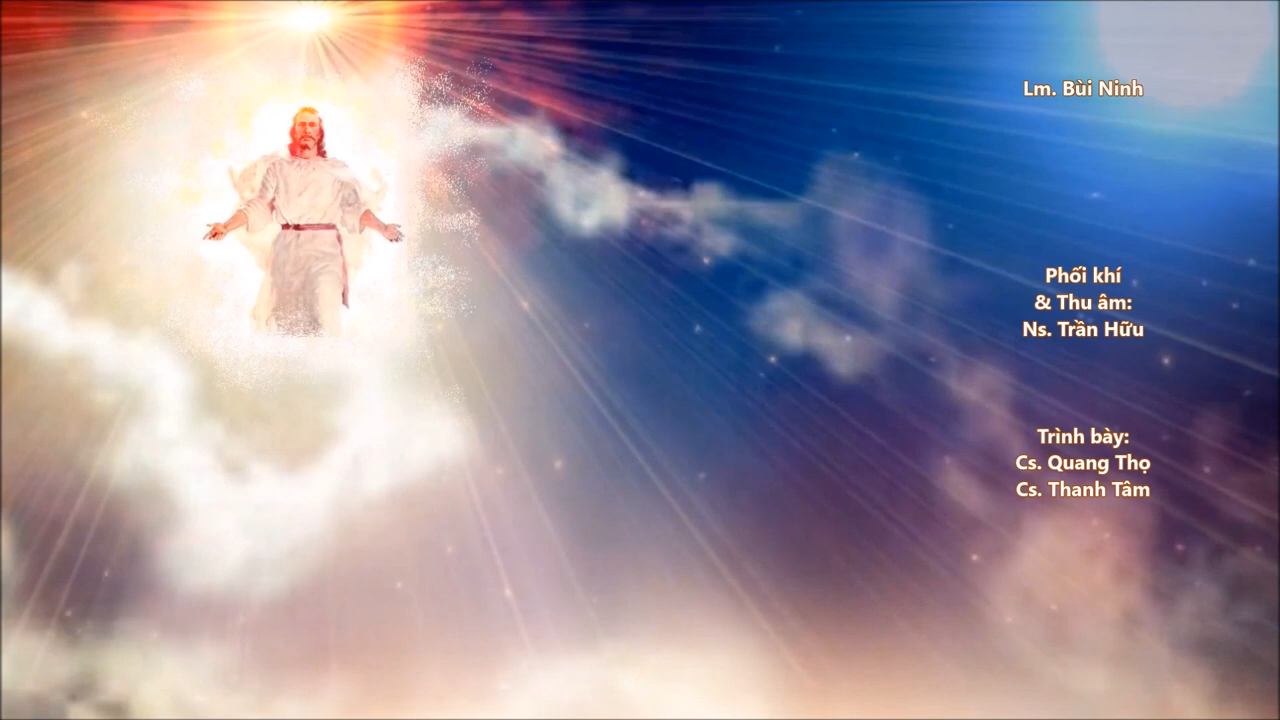 Lm. Bùi Ninh
Phối khí
& Thu âm:
Ns. Trần Hữu
Trình bày:
Cs. Quang Thọ
Cs. Thanh Tâm